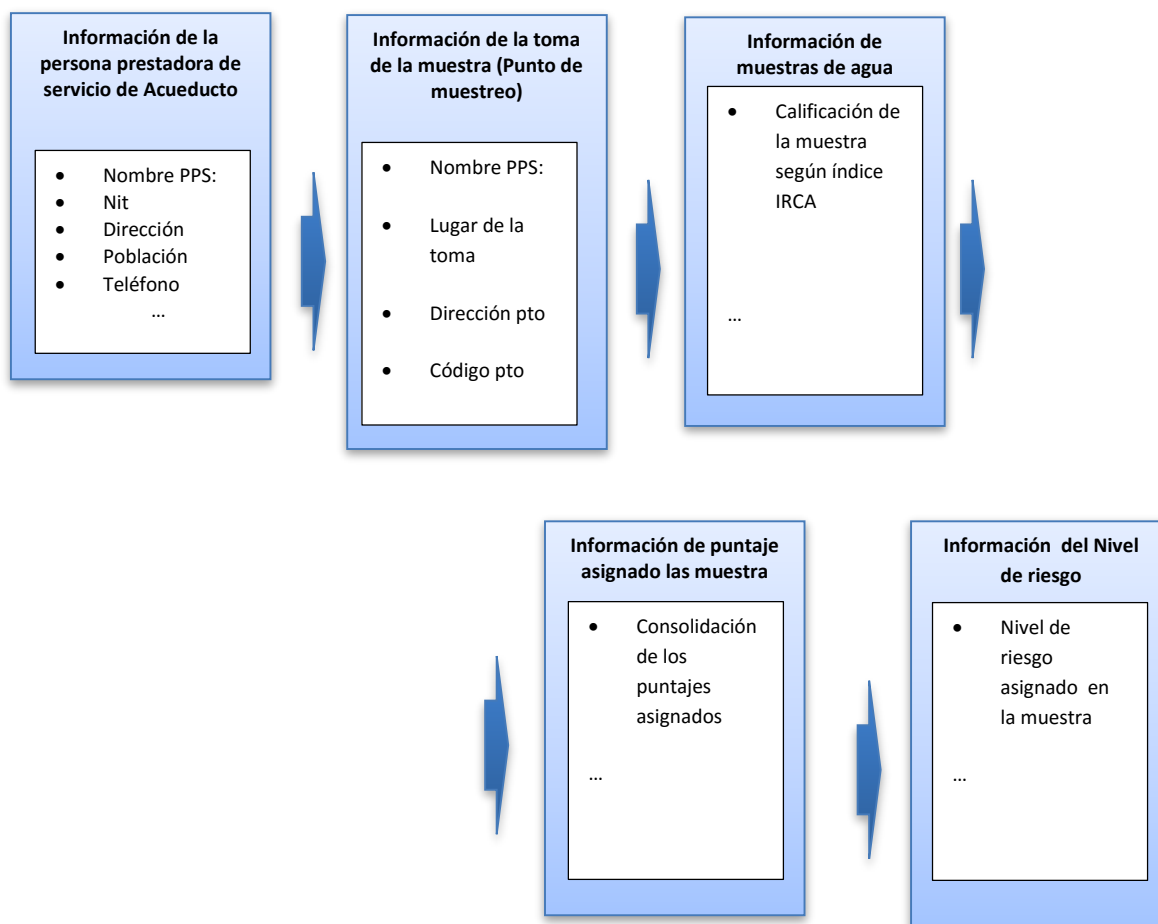 Información de la
persona prestadora de
servicio de Acueducto
• Nombre PPS:
• Nit
• Dirección
• Población
• Teléfono
...
Información de la toma
de la muestra (Punto de
muestreo)
• Nombre PPS:
• Lugar de la
toma
• Dirección pto
• Código pto
Información de
muestras de agua
• Calificación de
la muestra
según índice
IRCA
...
Información de puntaje
asignado las muestra
• Consolidación
de los
puntajes
asignados
...
Información del Nivel
de riesgo
• Nivel de
riesgo
asignado en
la muestra
...